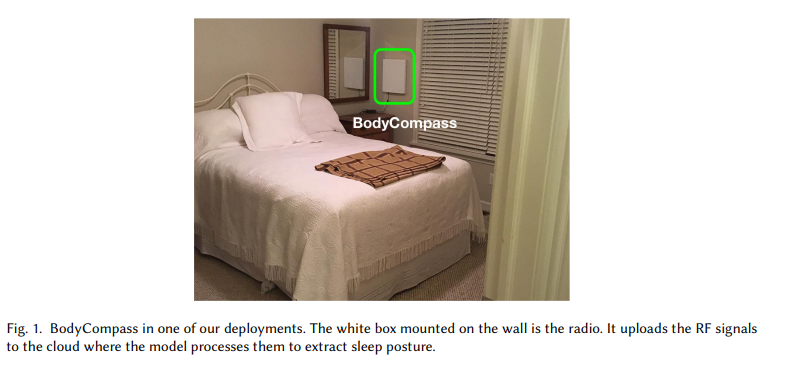 BodyCompass
Fig. 1. BodyCompass in one of our deployments. The white box mounted on the wall is the radio. It uploads the RF signals
to the cloud where the model processes them to extract sleep posture.